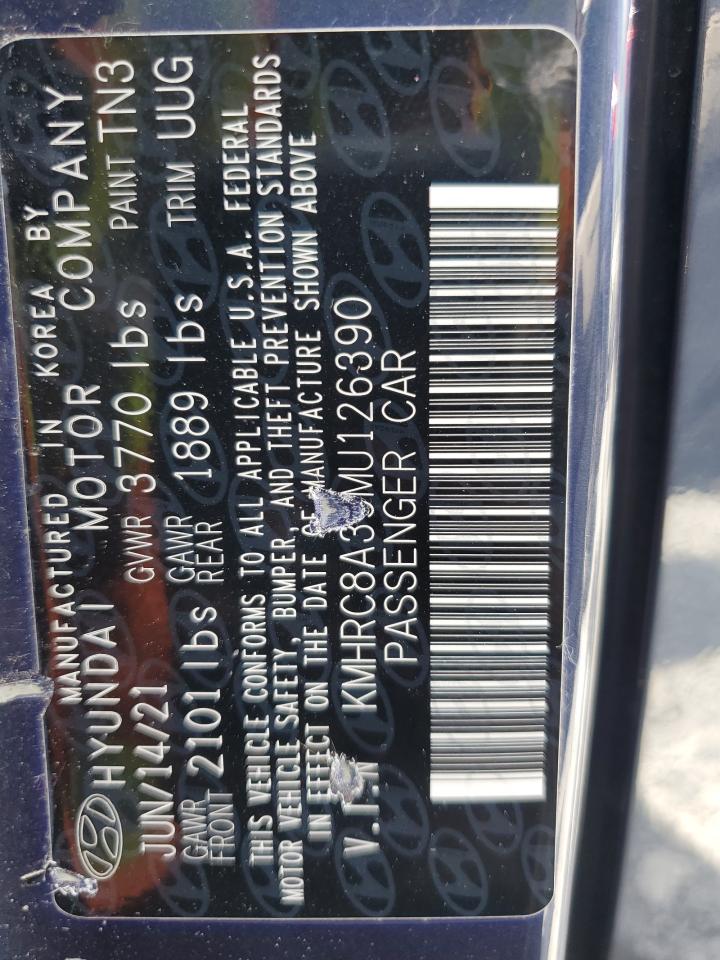 MANUFACTURED IN KOREA BY
HYUNDAI MOTOR COMPANY
JUN/14/21 GVWR 3770 lbs PAINT TN3
GAWR FRONT 2101 lbs GAWR REAR 1889 lbs TRIM UUG
THIS VEHICLE CONFORMS TO ALL APPLICABLE U.S.A. FEDERAL
MOTOR VEHICLE SAFETY, BUMPER, AND THEFT PREVENTION STANDARDS
IN EFFECT ON THE DATE OF MANUFACTURE SHOWN ABOVE
V.I.N KMHRC8A3 MU126390
PASSENGER CAR